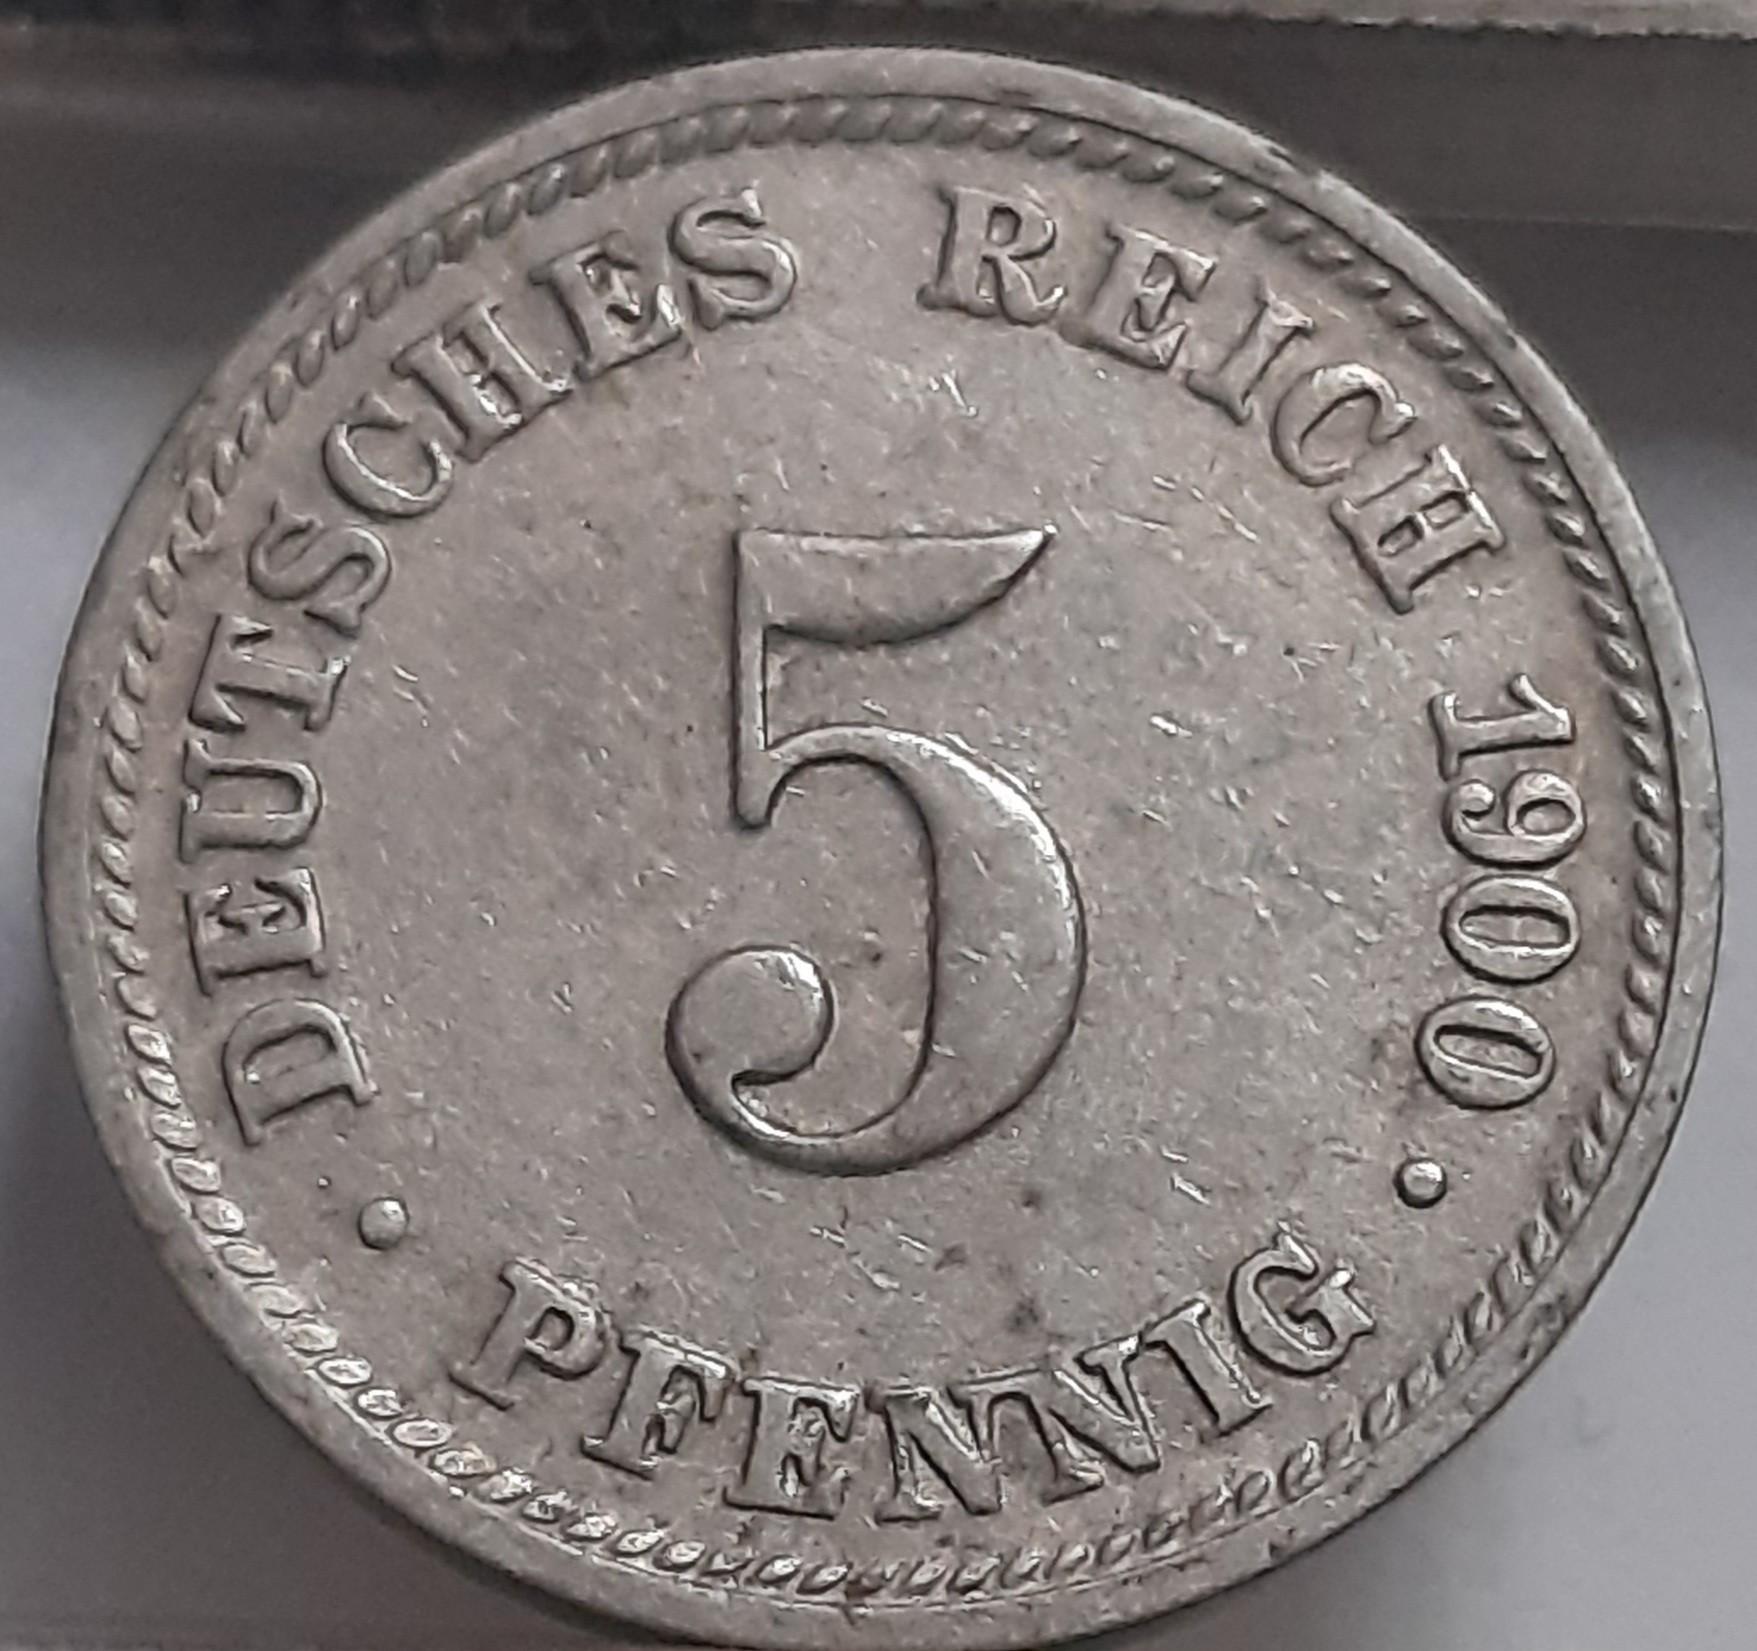 DEUTSCHES REICH 1900
5
· PFENNIG ·